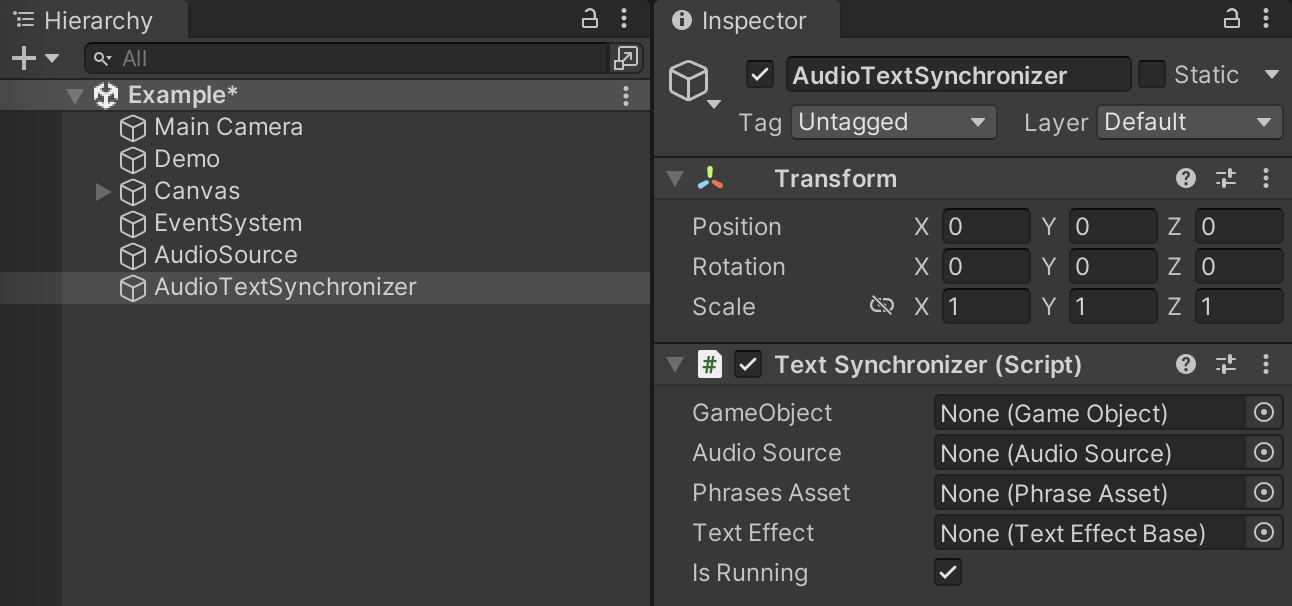 Hierarchy
All
Example*
Main Camera
Demo
Canvas
EventSystem
AudioSource
AudioTextSynchronizer
Inspector
AudioTextSynchronizer Static
Tag Untagged Layer Default
Transform
Position X 0 Y 0 Z 0
Rotation X 0 Y 0 Z 0
Scale X 1 Y 1 Z 1
# Text Synchronizer (Script)
GameObject None (Game Object)
Audio Source None (Audio Source)
Phrases Asset None (Phrase Asset)
Text Effect None (Text Effect Base)
Is Running